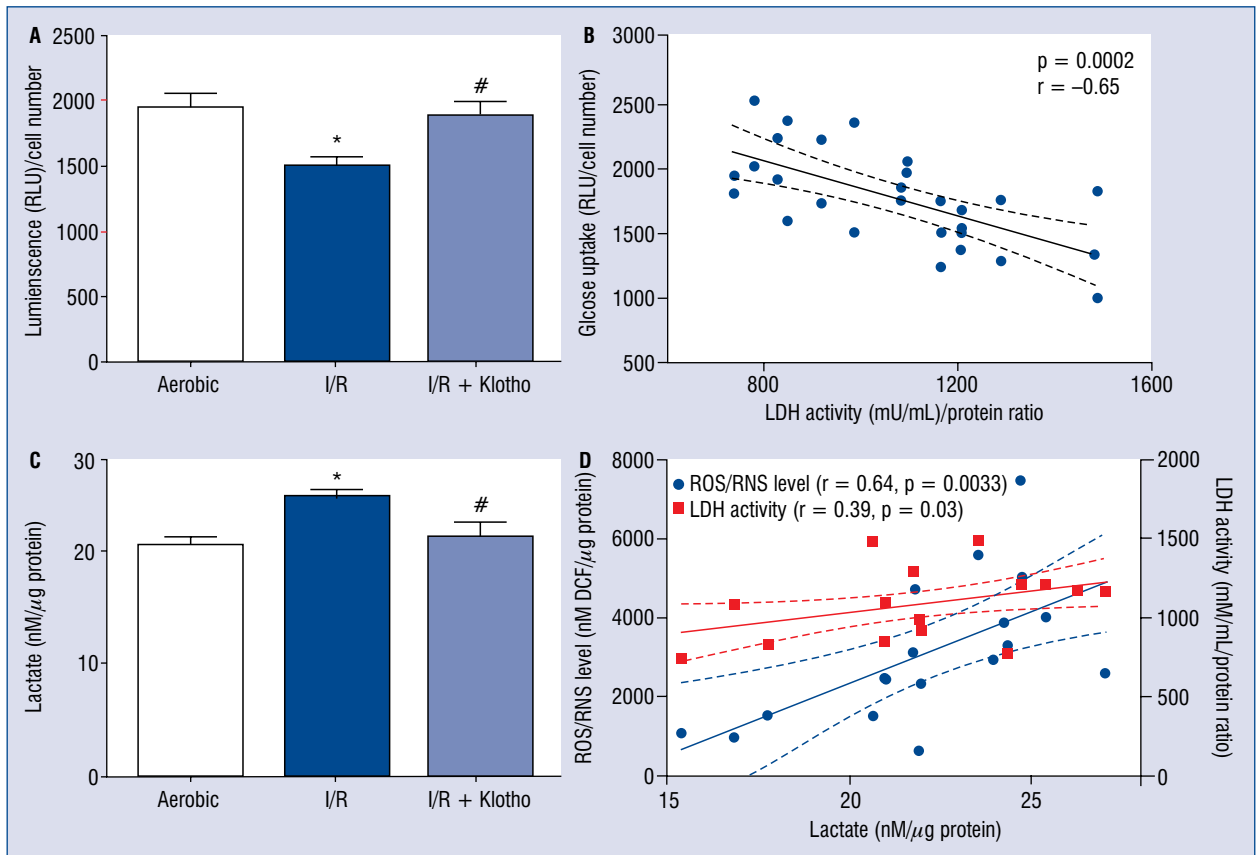 A
Lumienscence (RLU)/cell number
2500
2000
1500
1000
500
0
*
#
Aerobic
I/R
I/R + Klotho
B
Glcose uptake (RLU/cell number
3000
2500
2000
1500
1000
500
p = 0.0002
r = –0.65
800
1200
1600
LDH activity (mU/mL)/protein ratio
C
Lactate (nM/µg protein)
30
20
10
0
*
#
Aerobic
I/R
I/R + Klotho
D
ROS/RNS level (nM DCF/µg protein)
8000
6000
4000
2000
0
ROS/RNS level (r = 0.64, p = 0.0033)
LDH activity (r = 0.39, p = 0.03)
2000
1500
1000
500
0
LDH activity (mM/mL/protein
ratio)
15
20
25
Lactate (nM/µg protein)